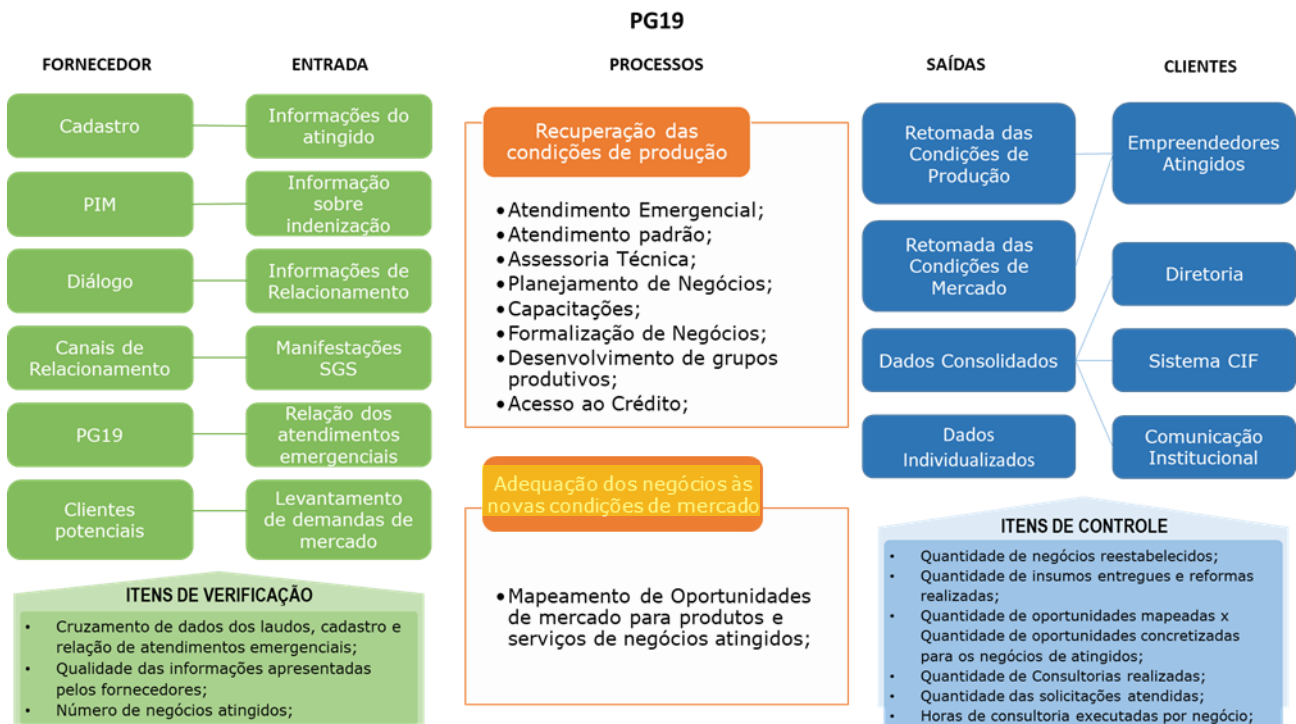 PG19
FORNECEDOR
ENTRADA
PROCESSOS
SAÍDAS
CLIENTES
Cadastro
Informações do
atingido
PIM
Informação
sobre
indenização
Diálogo
Informações de
Relacionamento
Canais de
Relacionamento
Manifestações
SGS
PG19
Relação dos
atendimentos
emergenciais
Clientes
potenciais
Levantamento
de demandas de
mercado
ITENS DE VERIFICAÇÃO
• Cruzamento de dados dos laudos, cadastro e
relação de atendimentos emergenciais;
• Qualidade das informações apresentadas
pelos fornecedores;
• Número de negócios atingidos;
Recuperação das
condições de produção
•Atendimento Emergencial;
•Atendimento padrão;
•Assessoria Técnica;
•Planejamento de Negócios;
•Capacitações;
•Formalização de Negócios;
•Desenvolvimento de grupos
produtivos;
•Acesso ao Crédito;
Adequação dos negócios às
novas condições de mercado
•Mapeamento de Oportunidades
de mercado para produtos e
serviços de negócios atingidos;
Retomada das
Condições de
Produção
Retomada das
Condições de
Mercado
Dados Consolidados
Dados
Individualizados
Empreendedores
Atingidos
Diretoria
Sistema CIF
Comunicação
Institucional
ITENS DE CONTROLE
• Quantidade de negócios reestabelecidos;
• Quantidade de insumos entregues e reformas
realizadas;
• Quantidade de oportunidades mapeadas x
Quantidade de oportunidades concretizadas
para os negócios de atingidos;
• Quantidade de Consultorias realizadas;
• Quantidade das solicitações atendidas;
• Horas de consultoria executadas por negócio;